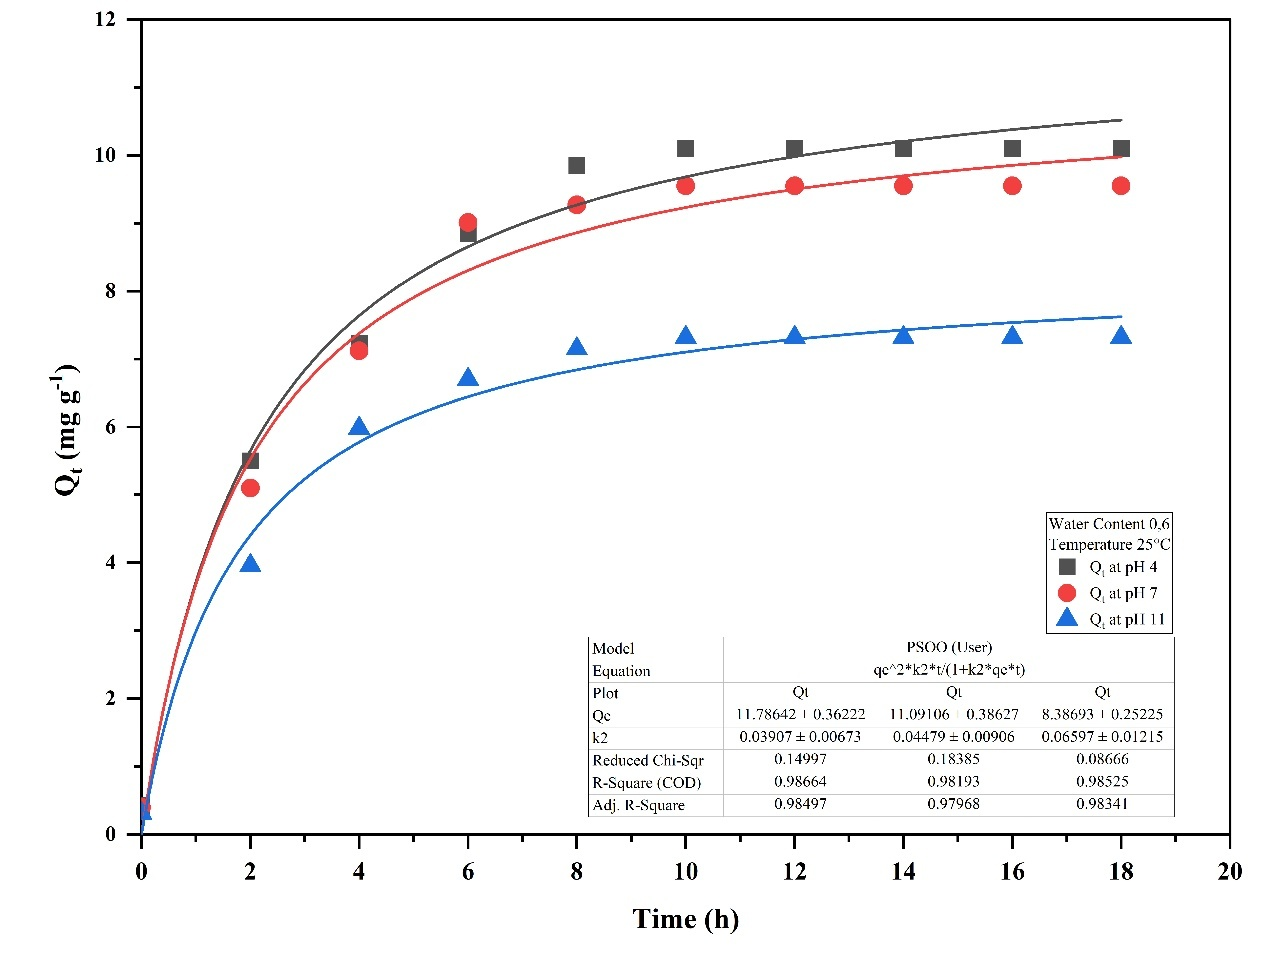 12
10
8
6
4
2
0
Qt (mg g-1)
0 2 4 6 8 10 12 14 16 18 20
Time (h)
Water Content 0,6
Temperature 25°C
Qt at pH 4
Qt at pH 7
Qt at pH 11
Model PSOO (User)
Equation qe^2*k2*t/(1+k2*qe*t)
Plot Qt Qt Qt
Qe 11.78642 ± 0.36222 11.09106 ± 0.38627 8.38693 ± 0.25225
k2 0.03907 ± 0.00673 0.04479 ± 0.00906 0.06597 ± 0.01215
Reduced Chi-Sqr 0.14997 0.18385 0.08666
R-Square (COD) 0.98664 0.98193 0.98525
Adj. R-Square 0.98497 0.97968 0.98341